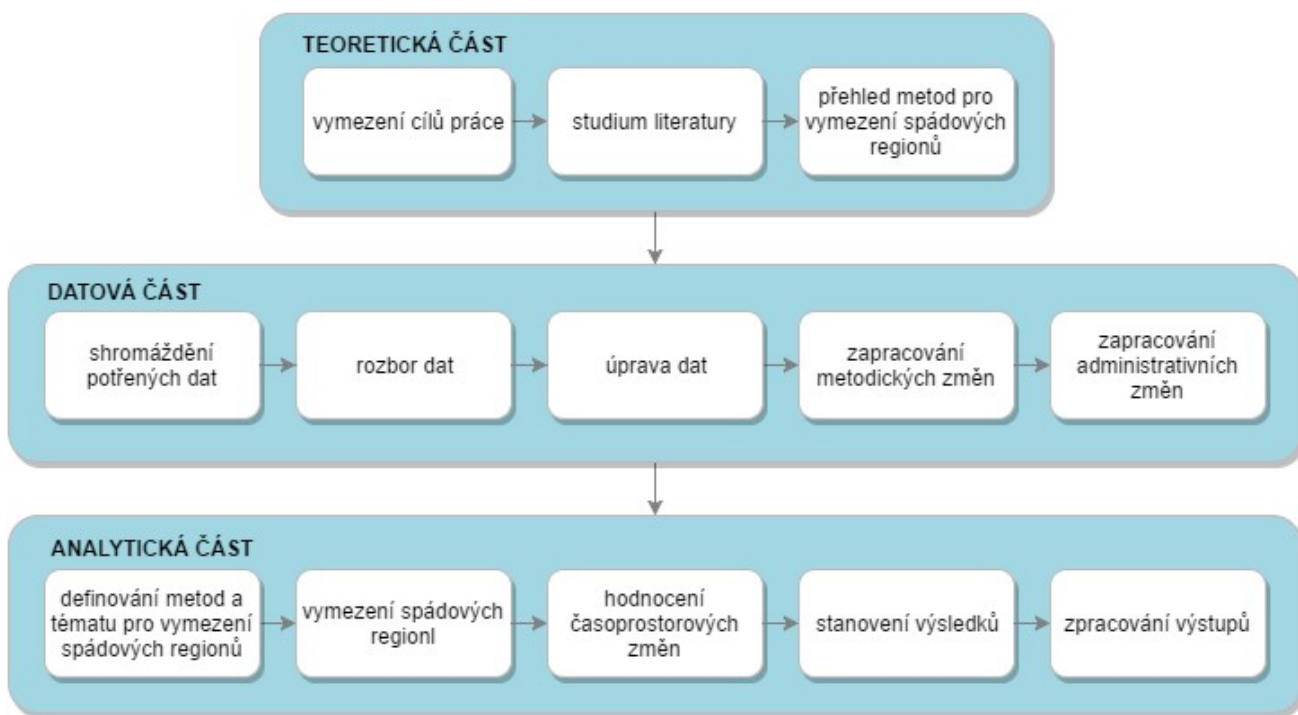 TEORETICKÁ ČÁST
vymezení cílů práce
studium literatury
přehled metod pro
vymezení spádových
regionů
DATOVÁ ČÁST
shromáždění
potřených dat
rozbor dat
úprava dat
zapracování
metodických změn
zapracování
administrativních
změn
ANALYTICKÁ ČÁST
definování metod a
tématu pro vymezení
spádových regionů
vymezení spádových
regionl
hodnocení
časoprostorových
změn
stanovení výsledků
zpracování výstupů